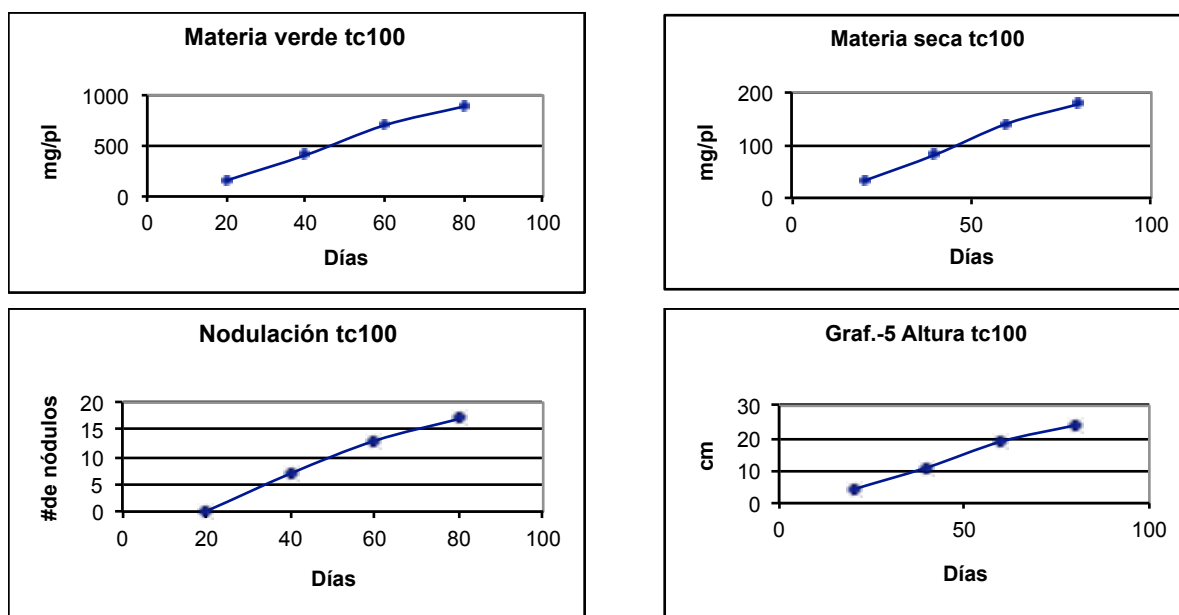 Materia verde tc100
1000
500
0
mg/pl
0 20 40 60 80 100
Días
Materia seca tc100
200
100
0
mg/pl
0 50 100
Días
Nodulación tc100
20
15
10
5
0
#de nódulos
0 20 40 60 80 100
Días
Graf.-5 Altura tc100
30
20
10
0
cm
0 50 100
Días